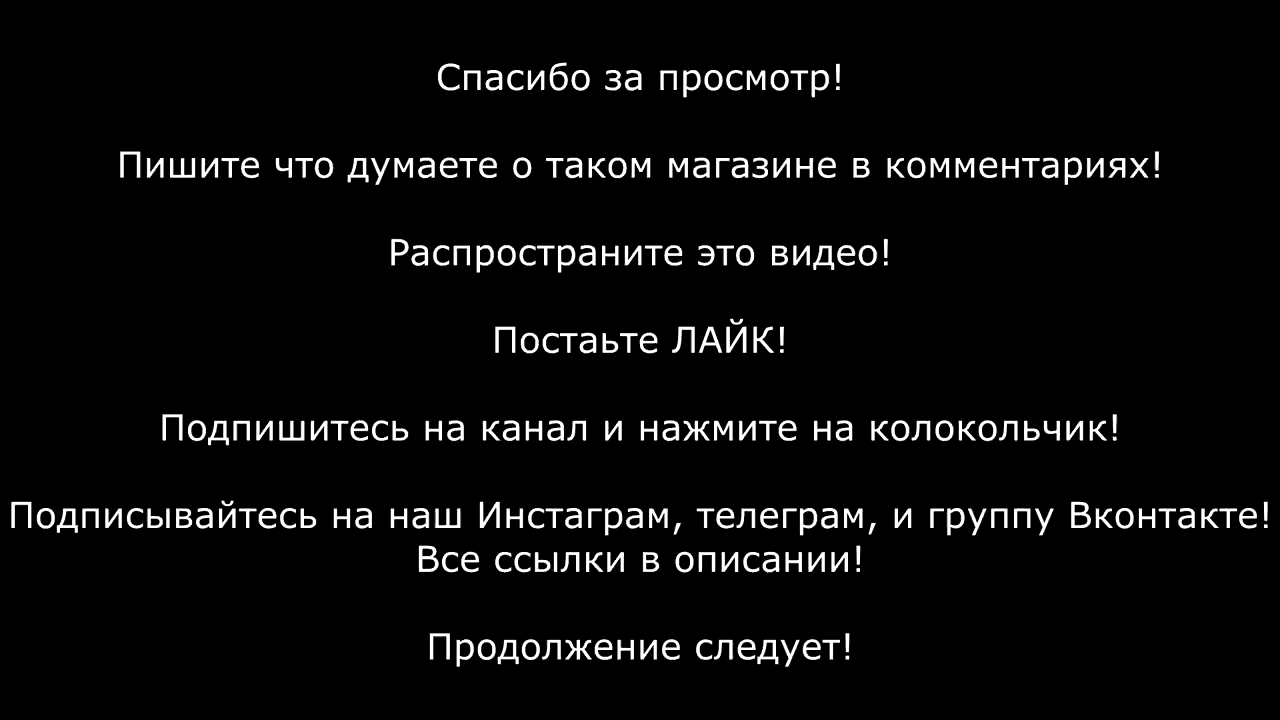 Спасибо за просмотр!
Пишите что думаете о таком магазине в комментариях!
Распространите это видео!
Постаьте ЛАЙК!
Подпишитесь на канал и нажмите на колокольчик!
Подписывайтесь на наш Инстаграм, телеграм, и группу Вконтакте!
Все ссылки в описании!
Продолжение следует!